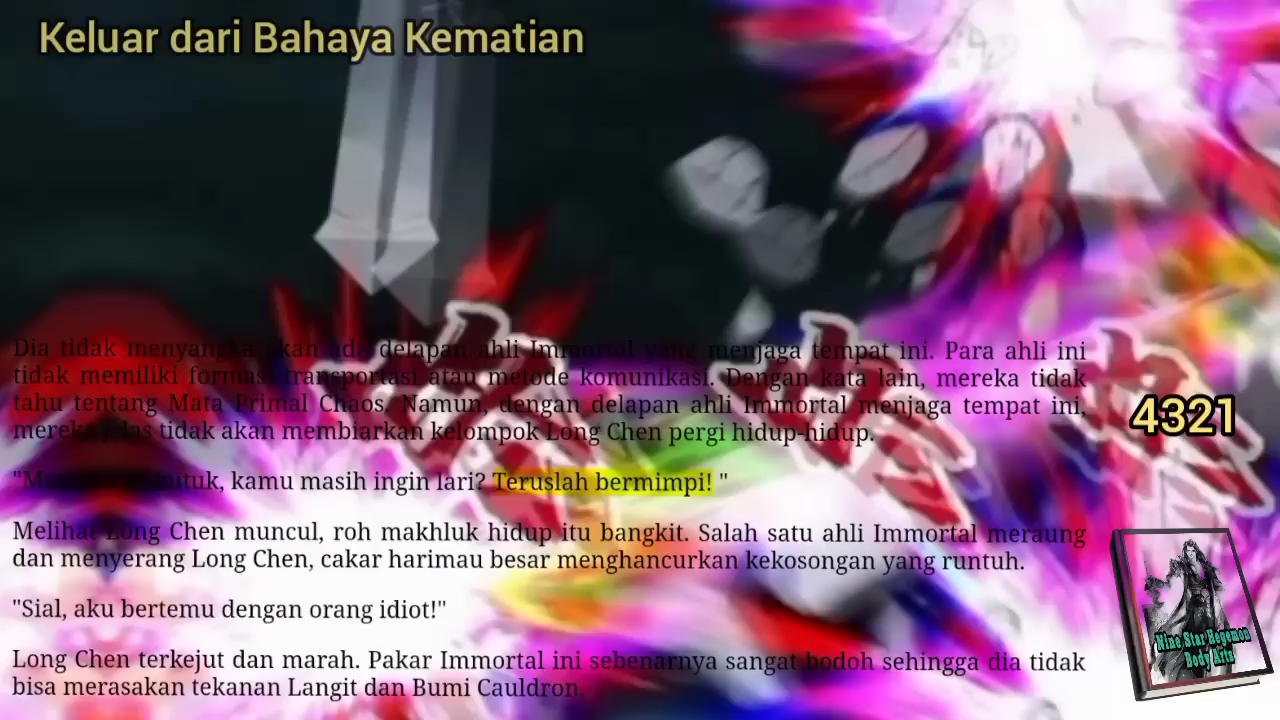 Keluar dari Bahaya Kematian
Dia tidak menyangka akan ada delapan ahli Immortal yang menjaga tempat ini. Para ahli ini
tidak memiliki formasi transportasi atau metode komunikasi. Dengan kata lain, mereka tidak
tahu tentang Mata Primal Chaos. Namun, dengan delapan ahli Immortal menjaga tempat ini,
mereka jelas tidak akan membiarkan kelompok Long Chen pergi hidup-hidup.
4321
kamu masih ingin lari? Teruslah bermimpi! "
Melihat Long Chen muncul, roh makhluk hidup itu bangkit. Salah satu ahli Immortal meraung
dan menyerang Long Chen, cakar harimau besar menghancurkan kekosongan yang runtuh.
"Sial, aku bertemu dengan orang idiot!"
Long Chen terkejut dan marah. Pakar Immortal ini sebenarnya sangat bodoh sehingga dia tidak
bisa merasakan tekanan Langit dan Bumi Cauldron.
Nine Star Hegemon
Body Arts